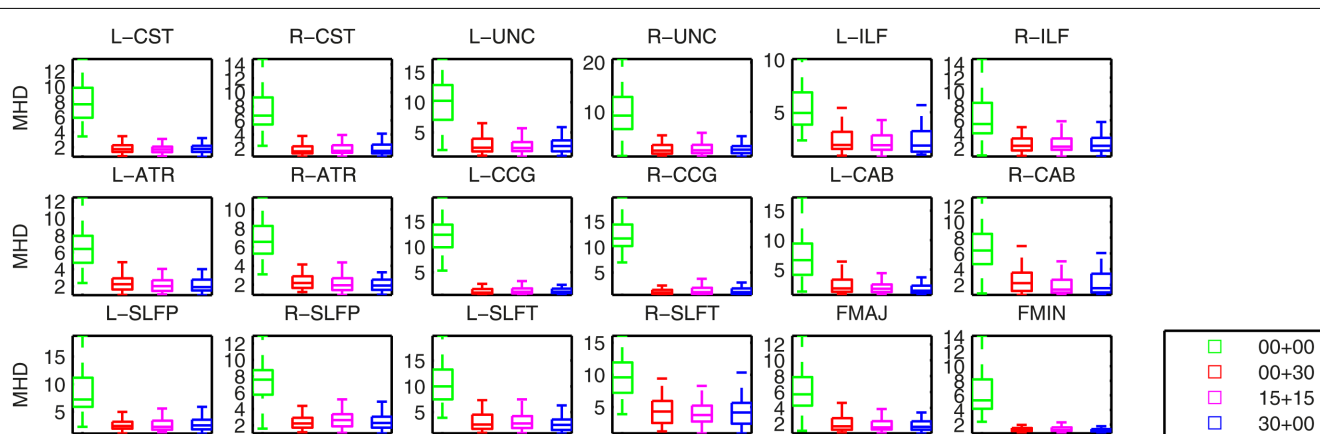 L−CST R−CST L−UNC R−UNC L−ILF R−ILF
MHD
12 10 8 6 4 2
14 12 10 8 6 4 2
15 10 5
20 10
10 5
14 12 10 8 6 4 2
L−ATR R−ATR L−CCG R−CCG L−CAB R−CAB
MHD
12 10 8 6 4 2
10 8 6 4 2
15 10 5
15 10 5
15 10 5
12 10 8 6 4 2
L−SLFP R−SLFP L−SLFT R−SLFT FMAJ FMIN
MHD
15 10 5
12 10 8 6 4 2
15 10 5
15 10 5
12 10 8 6 4 2
14 12 10 8 6 4 2
00+00
00+30
15+15
30+00